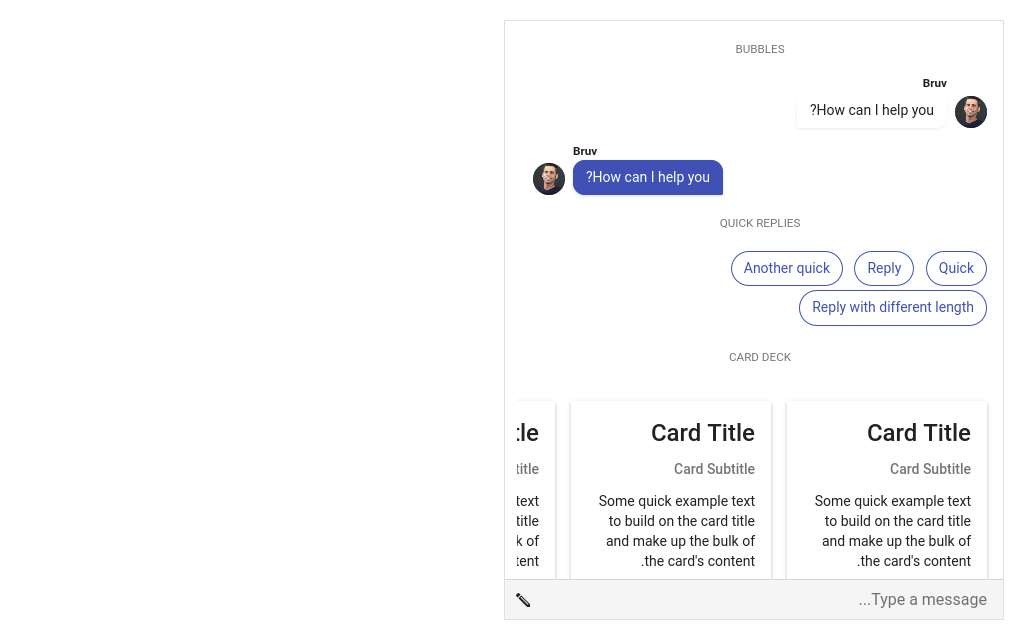 BUBBLES
Bruv
?How can I help you
Bruv
?How can I help you
QUICK REPLIES
Quick
Reply
Another quick
Reply with different length
CARD DECK
Card Title
Card Subtitle
Some quick example text
to build on the card title
and make up the bulk of
.the card's content
Card Title
Card Subtitle
Some quick example text
to build on the card title
and make up the bulk of
.the card's content
text
title
of
...Type a message